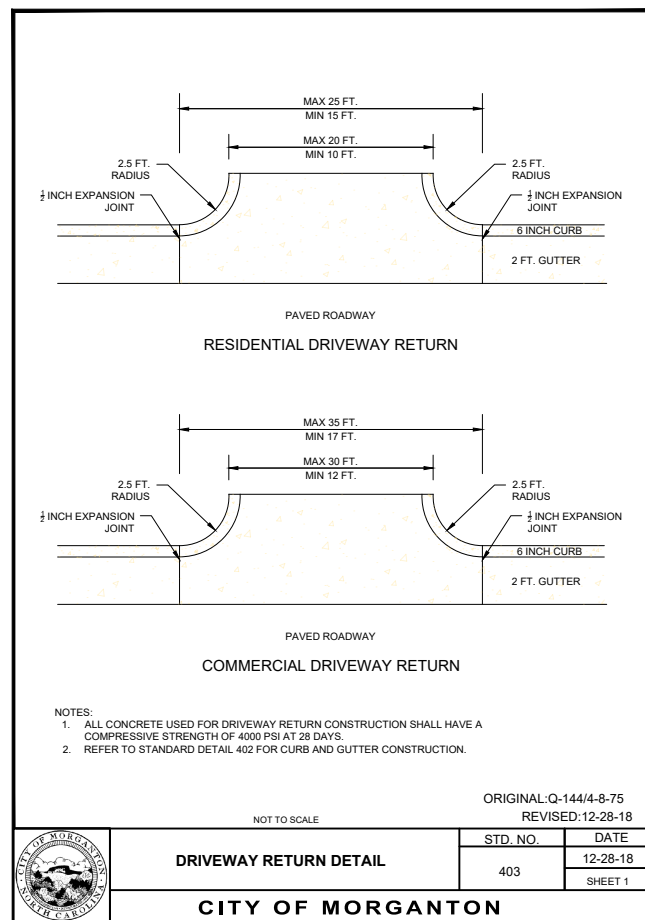 MAX 25 FT.
MIN 15 FT.
MAX 20 FT.
MIN 10 FT.
2.5 FT.
RADIUS
½ INCH EXPANSION
JOINT
2.5 FT.
RADIUS
½ INCH EXPANSION
JOINT
6 INCH CURB
2 FT. GUTTER
PAVED ROADWAY
RESIDENTIAL DRIVEWAY RETURN
MAX 35 FT.
MIN 17 FT.
MAX 30 FT.
MIN 12 FT.
2.5 FT.
RADIUS
½ INCH EXPANSION
JOINT
2.5 FT.
RADIUS
½ INCH EXPANSION
JOINT
6 INCH CURB
2 FT. GUTTER
PAVED ROADWAY
COMMERCIAL DRIVEWAY RETURN
NOTES:
1. ALL CONCRETE USED FOR DRIVEWAY RETURN CONSTRUCTION SHALL HAVE A
COMPRESSIVE STRENGTH OF 4000 PSI AT 28 DAYS.
2. REFER TO STANDARD DETAIL 402 FOR CURB AND GUTTER CONSTRUCTION.
ORIGINAL:Q-144/4-8-75
NOT TO SCALE
REVISED:12-28-18
CITY OF MORGANTON
NORTH CAROLINA
DRIVEWAY RETURN DETAIL
STD. NO.
403
DATE
12-28-18
SHEET 1
CITY OF MORGANTON